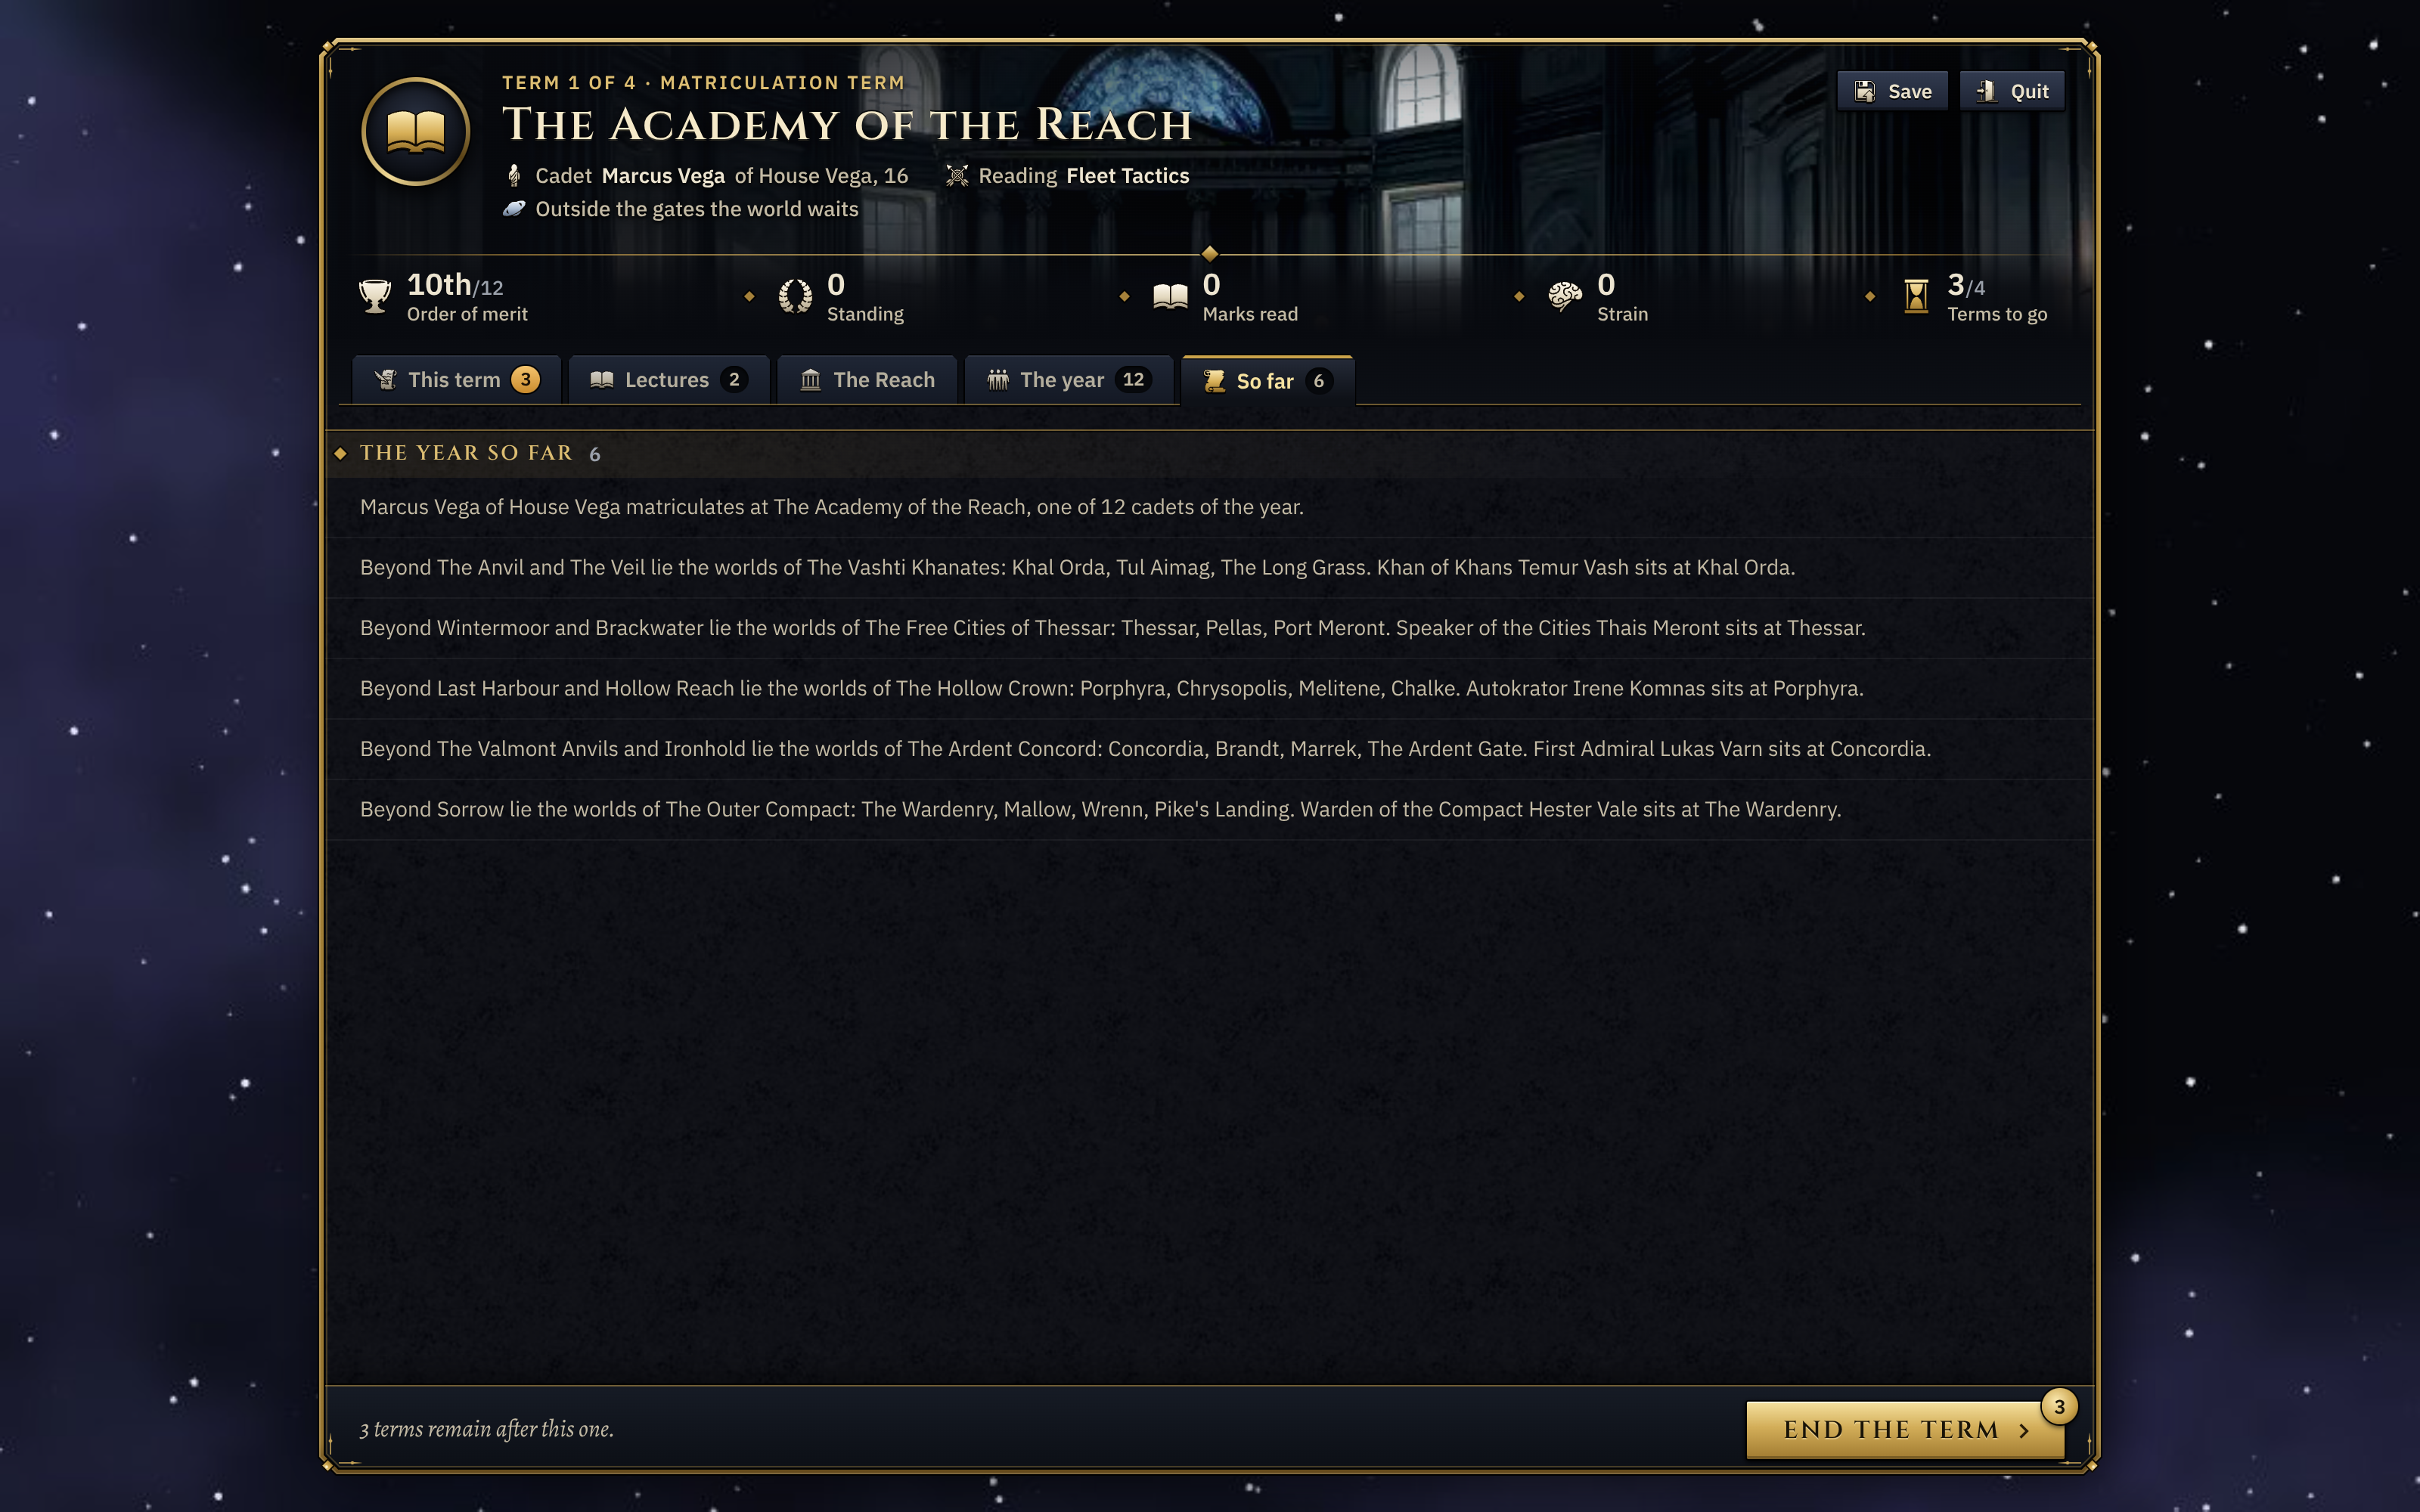 TERM 1 OF 4 · MATRICULATION TERM
THE ACADEMY OF THE REACH
Cadet Marcus Vega of House Vega, 16 Reading Fleet Tactics
Outside the gates the world waits
Save Quit
10th/12 0 0 0 3/4
Order of merit Standing Marks read Strain Terms to go
This term 3 Lectures 2 The Reach The year 12 So far 6
THE YEAR SO FAR 6
Marcus Vega of House Vega matriculates at The Academy of the Reach, one of 12 cadets of the year.
Beyond The Anvil and The Veil lie the worlds of The Vashti Khanates: Khal Orda, Tul Aimag, The Long Grass. Khan of Khans Temur Vash sits at Khal Orda.
Beyond Wintermoor and Brackwater lie the worlds of The Free Cities of Thessar: Thessar, Pellas, Port Meront. Speaker of the Cities Thais Meront sits at Thessar.
Beyond Last Harbour and Hollow Reach lie the worlds of The Hollow Crown: Porphyra, Chrysopolis, Melitene, Chalke. Autokrator Irene Komnas sits at Porphyra.
Beyond The Valmont Anvils and Ironhold lie the worlds of The Ardent Concord: Concordia, Brandt, Marrek, The Ardent Gate. First Admiral Lukas Varn sits at Concordia.
Beyond Sorrow lie the worlds of The Outer Compact: The Wardenry, Mallow, Wrenn, Pike's Landing. Warden of the Compact Hester Vale sits at The Wardenry.
3 terms remain after this one.
END THE TERM 3